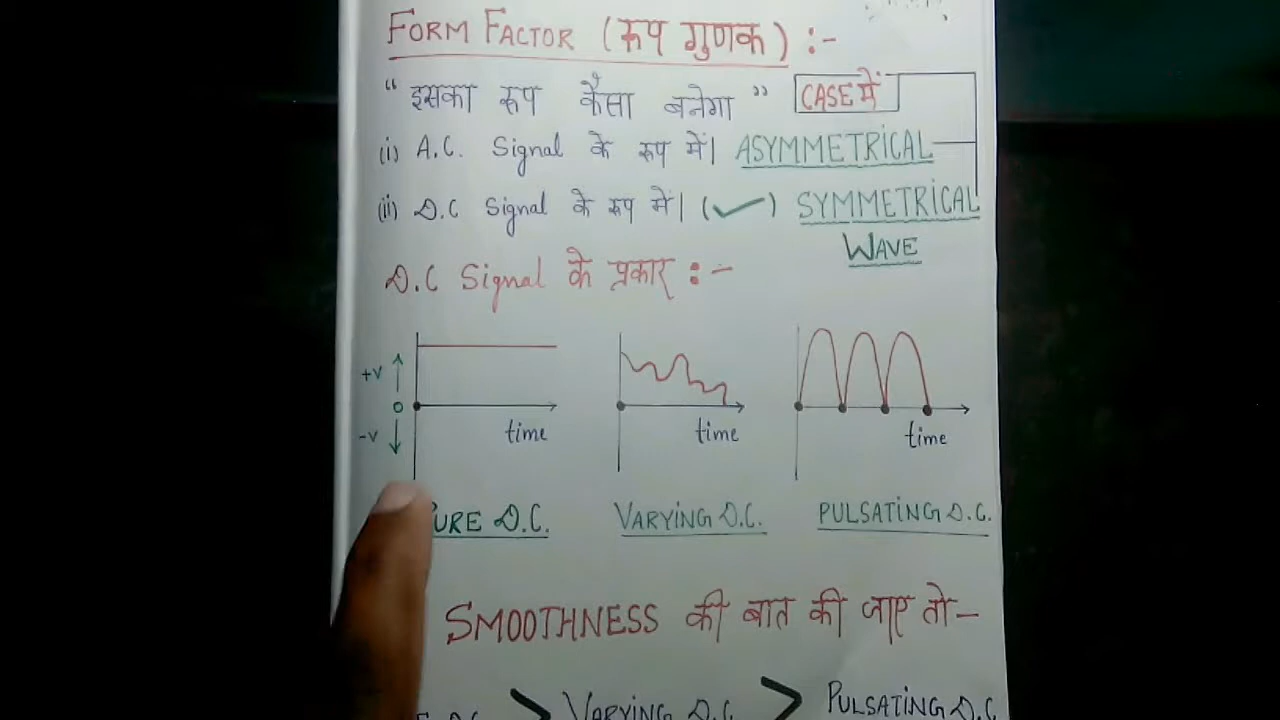 FORM FACTOR (रूप गुणक) :-
“इसका रूप कैसा बनेगा” CASE में
(i) A.C. Signal के रूप में। ASYMMETRICAL
(ii) D.C Signal के रूप में। (✓) SYMMETRICAL
WAVE
D.C Signal के प्रकार :-
+V
0
-V
time time time
URE D.C. VARYING D.C. PULSATING D.C.
SMOOTHNESS की बात की जाए तो-
D.C > VARYING D.C > PULSATING D.C